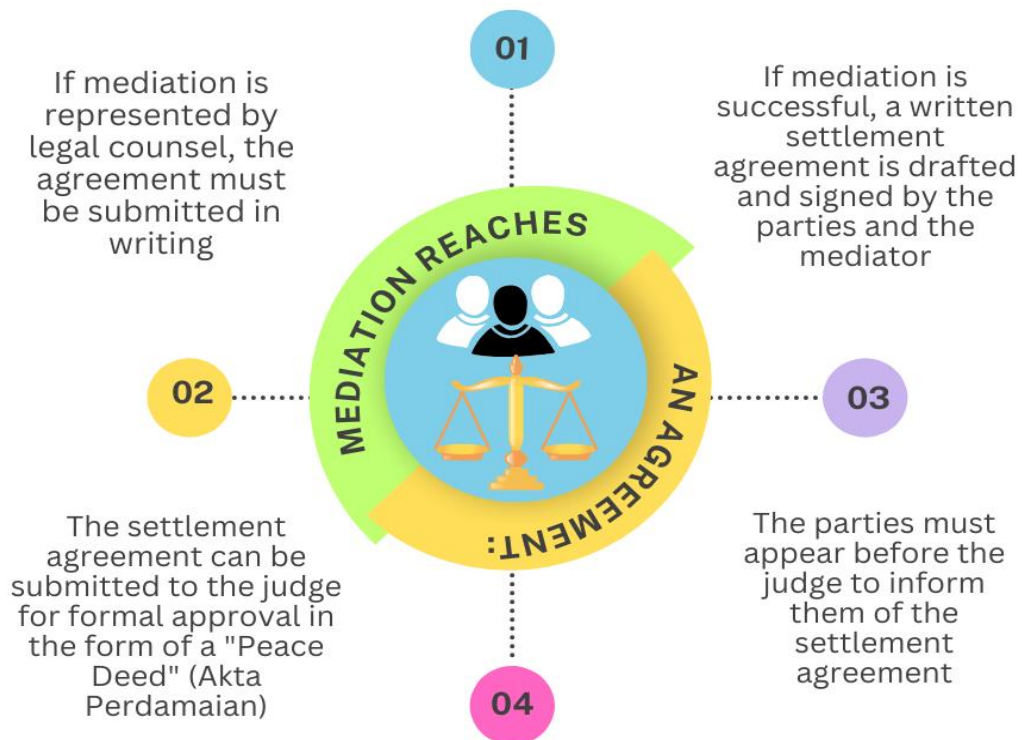 01
If mediation is
represented by
legal counsel, the
agreement must
be submitted in
writing
If mediation is
successful, a written
settlement
agreement is drafted
and signed by the
parties and the
mediator
MEDIATION REACHES
AN AGREEMENT:
02
03
The settlement
agreement can be
submitted to the judge
for formal approval in
the form of a "Peace
Deed" (Akta
Perdamaian)
The parties must
appear before the
judge to inform
them of the
settlement
agreement
04